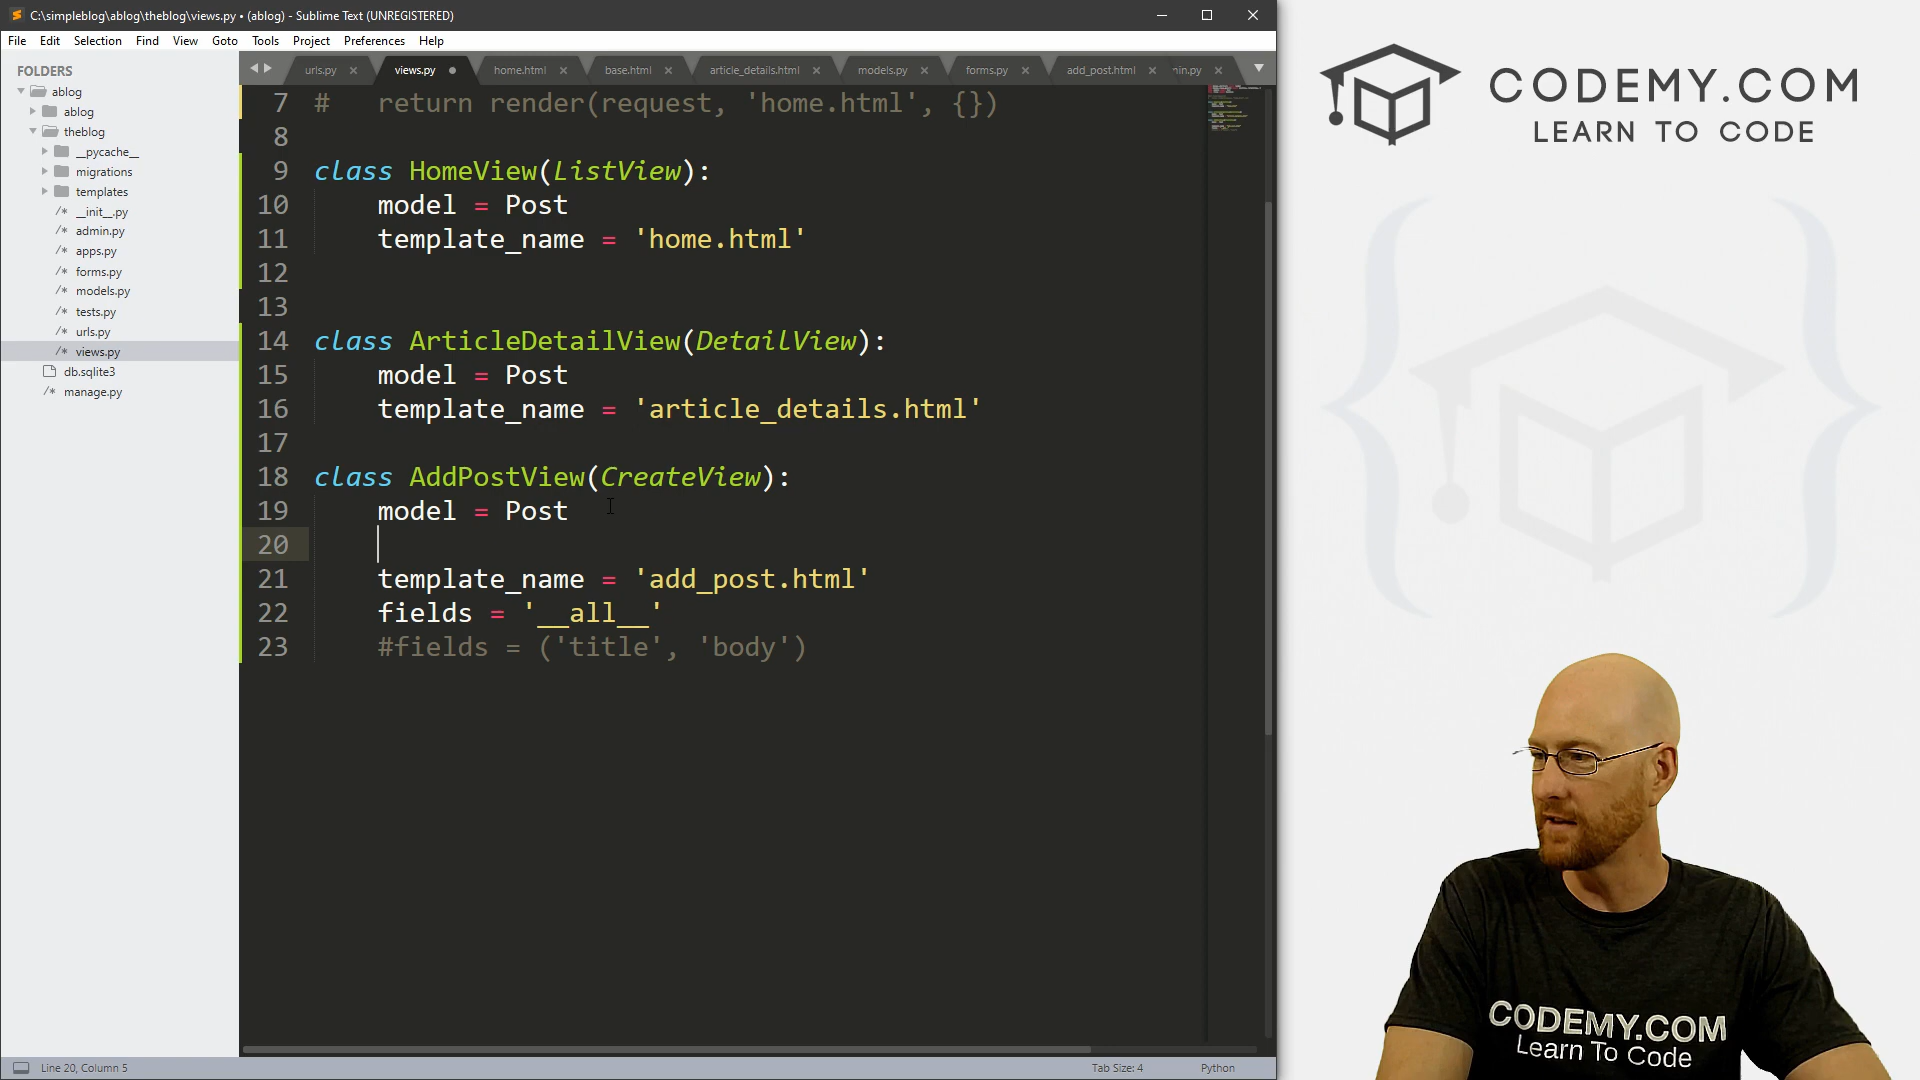 C:\simpleblog\ablog\theblog\views.py • (ablog) - Sublime Text (UNREGISTERED)
File Edit Selection Find View Goto Tools Project Preferences Help
FOLDERS
ablog
ablog
theblog
__pycache__
migrations
templates
__init__.py
admin.py
apps.py
forms.py
models.py
tests.py
urls.py
views.py
db.sqlite3
manage.py
urls.py views.py home.html base.html article_details.html models.py forms.py add_post.html
7 # return render(request, 'home.html', {})
8
9 class HomeView(ListView):
10 model = Post
11 template_name = 'home.html'
12
13
14 class ArticleDetailView(DetailView):
15 model = Post
16 template_name = 'article_details.html'
17
18 class AddPostView(CreateView):
19 model = Post
20
21 template_name = 'add_post.html'
22 fields = '__all__'
23 #fields = ('title', 'body')
Line 20, Column 5
Tab Size: 4
Python
CODEMY.COM
LEARN TO CODE
CODEMY.COM
Learn To Code